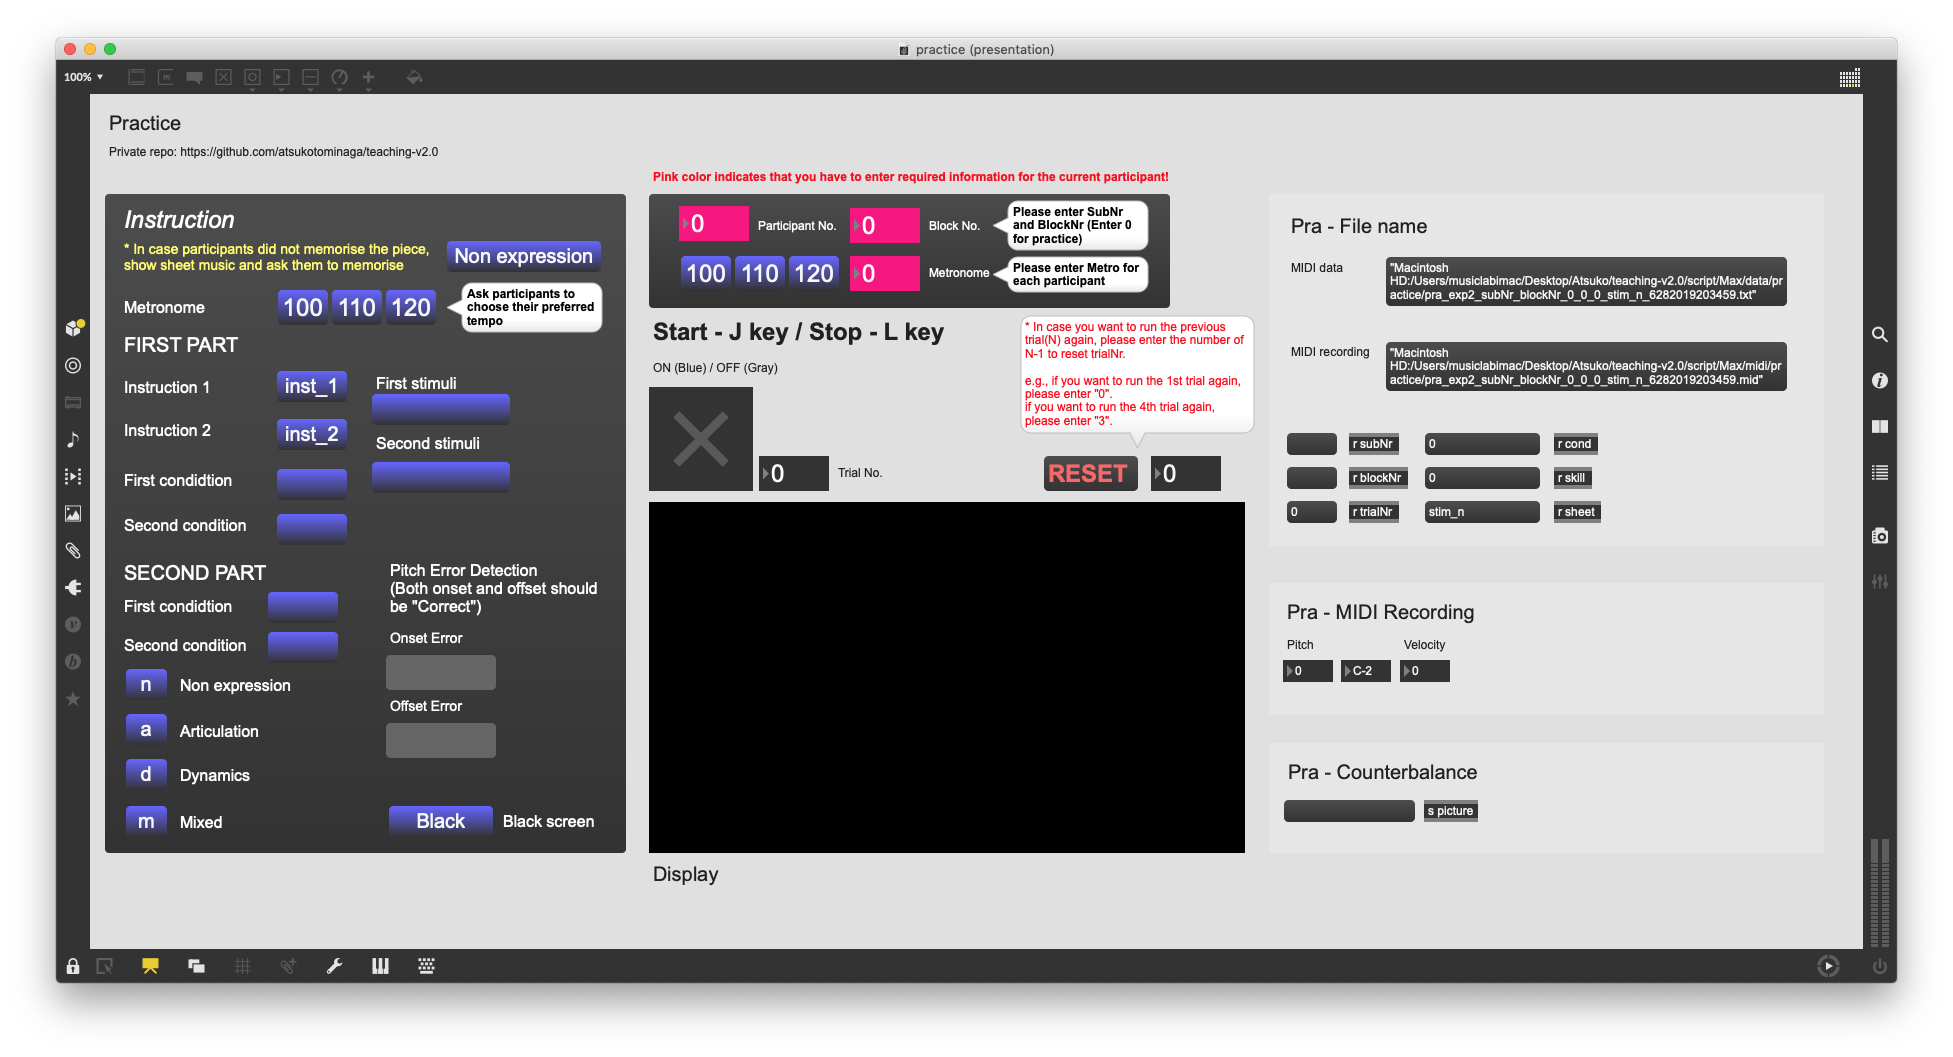 practice (presentation)
100%
Practice
Private repo: https://github.com/atsukotominaga/teaching-v2.0
Instruction
* In case participants did not memorise the piece,
show sheet music and ask them to memorise
Non expression
Metronome
100 110 120
Ask participants to
choose their preferred
tempo
FIRST PART
Instruction 1
inst_1
First stimuli
Instruction 2
inst_2
Second stimuli
First condidtion
Second condition
SECOND PART
First condidtion
Second condition
Pitch Error Detection
(Both onset and offset should
be "Correct")
Onset Error
Offset Error
n
Non expression
a
Articulation
d
Dynamics
m
Mixed
Black
Black screen
Pink color indicates that you have to enter required information for the current participant!
0
Participant No.
0
Block No.
Please enter SubNr
and BlockNr (Enter 0
for practice)
100 110 120
0
Metronome
Please enter Metro for
each participant
Start - J key / Stop - L key
ON (Blue) / OFF (Gray)
* In case you want to run the previous
trial(N) again, please enter the number of
N-1 to reset trialNr.
e.g., if you want to run the 1st trial again,
please enter "0".
if you want to run the 4th trial again,
please enter "3".
0
Trial No.
RESET
0
Display
Pra - File name
MIDI data
"Macintosh
HD:/Users/musiclabimac/Desktop/Atsuko/teaching-v2.0/script/Max/data/pr
actice/pra_exp2_subNr_blockNr_0_0_0_stim_n_6282019203459.txt"
MIDI recording
"Macintosh
HD:/Users/musiclabimac/Desktop/Atsuko/teaching-v2.0/script/Max/midi/pr
actice/pra_exp2_subNr_blockNr_0_0_0_stim_n_6282019203459.mid"
r subNr
0
r cond
r blockNr
0
r skill
0
r trialNr
stim_n
r sheet
Pra - MIDI Recording
Pitch
Velocity
0
C-2
0
Pra - Counterbalance
s picture